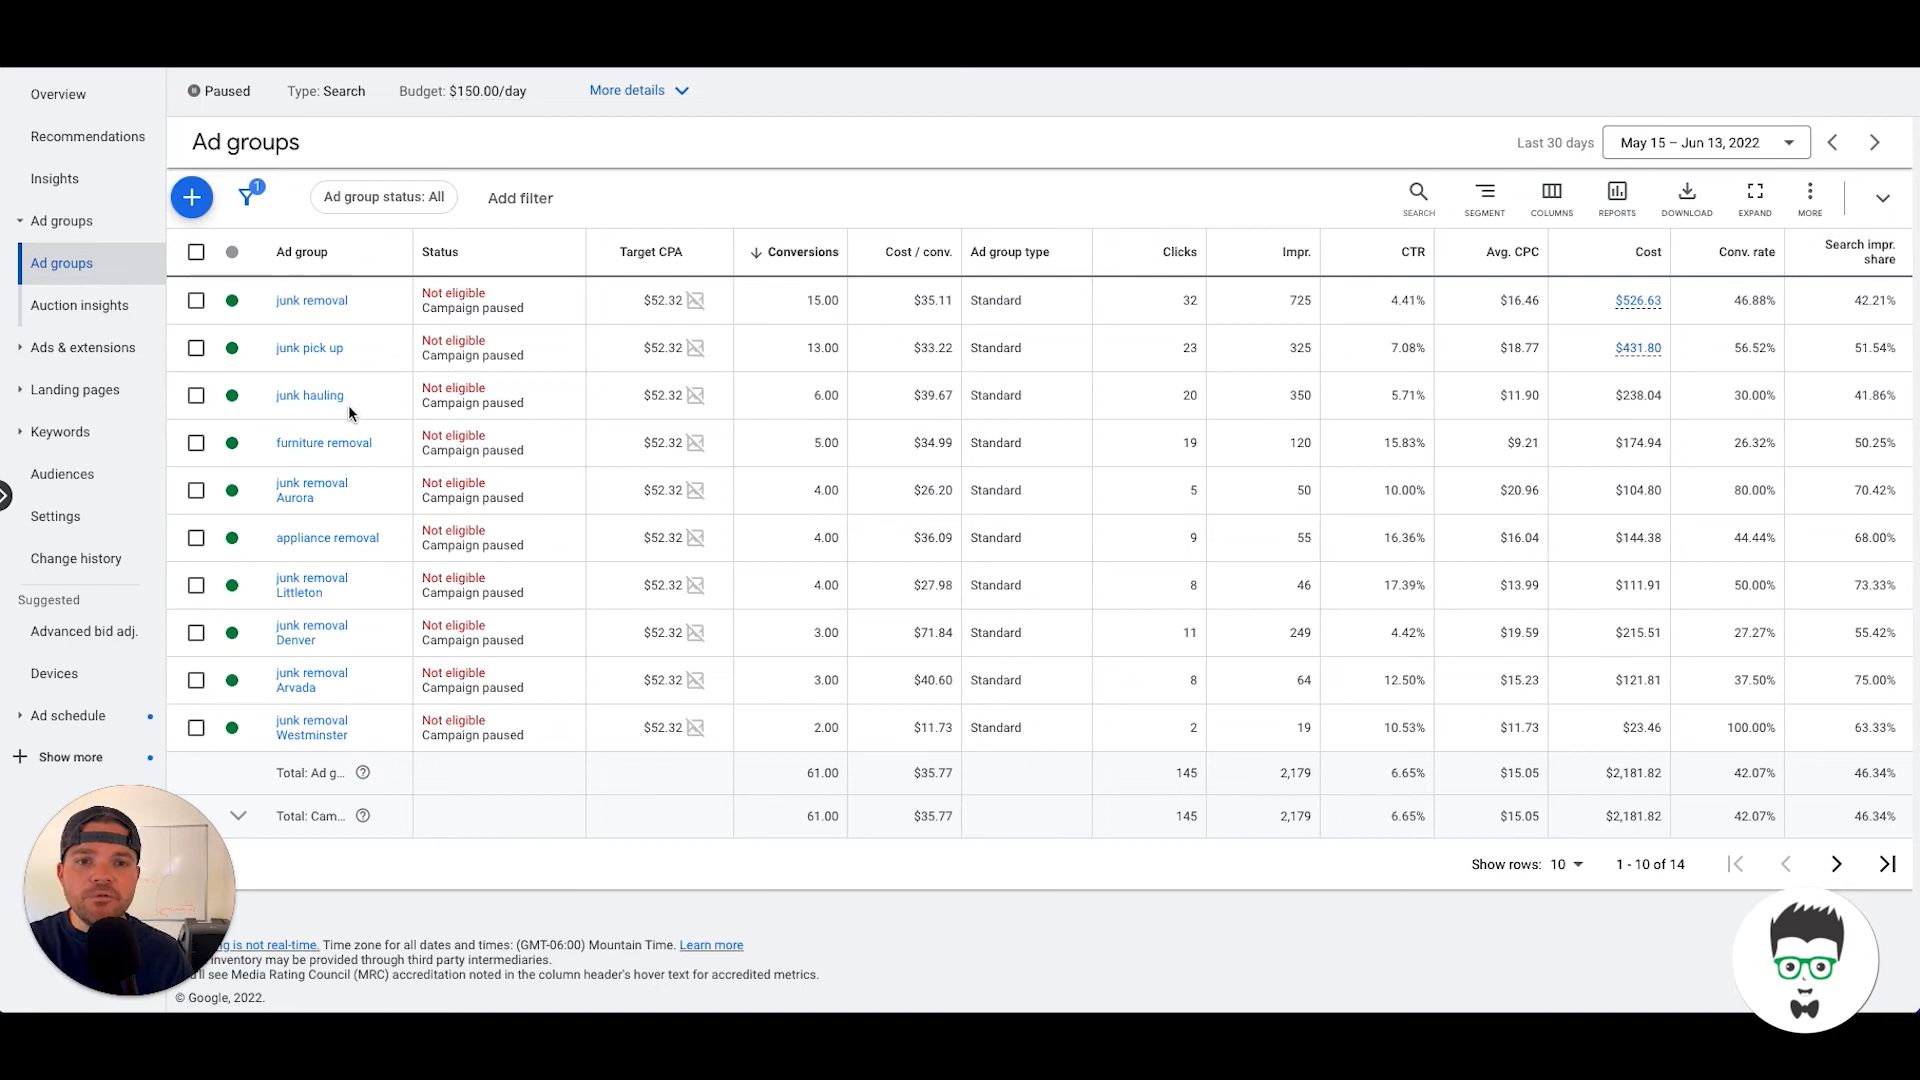 Overview
Recommendations
Insights
Ad groups
Ad groups
Auction insights
Ads & extensions
Landing pages
Keywords
Audiences
Settings
Change history
Suggested
Advanced bid adj.
Devices
Ad schedule
Show more
Paused Type: Search Budget: $150.00/day More details
Ad groups
Last 30 days May 15 – Jun 13, 2022
1
Ad group status: All Add filter
SEARCH SEGMENT COLUMNS REPORTS DOWNLOAD EXPAND MORE
Ad group Status Target CPA Conversions Cost / conv. Ad group type Clicks Impr. CTR Avg. CPC Cost Conv. rate Search impr. share
junk removal Not eligible Campaign paused $52.32 15.00 $35.11 Standard 32 725 4.41% $16.46 $526.63 46.88% 42.21%
junk pick up Not eligible Campaign paused $52.32 13.00 $33.22 Standard 23 325 7.08% $18.77 $431.80 56.52% 51.54%
junk hauling Not eligible Campaign paused $52.32 6.00 $39.67 Standard 20 350 5.71% $11.90 $238.04 30.00% 41.86%
furniture removal Not eligible Campaign paused $52.32 5.00 $34.99 Standard 19 120 15.83% $9.21 $174.94 26.32% 50.25%
junk removal Aurora Not eligible Campaign paused $52.32 4.00 $26.20 Standard 5 50 10.00% $20.96 $104.80 80.00% 70.42%
appliance removal Not eligible Campaign paused $52.32 4.00 $36.09 Standard 9 55 16.36% $16.04 $144.38 44.44% 68.00%
junk removal Littleton Not eligible Campaign paused $52.32 4.00 $27.98 Standard 8 46 17.39% $13.99 $111.91 50.00% 73.33%
junk removal Denver Not eligible Campaign paused $52.32 3.00 $71.84 Standard 11 249 4.42% $19.59 $215.51 27.27% 55.42%
junk removal Arvada Not eligible Campaign paused $52.32 3.00 $40.60 Standard 8 64 12.50% $15.23 $121.81 37.50% 75.00%
junk removal Westminster Not eligible Campaign paused $52.32 2.00 $11.73 Standard 2 19 10.53% $11.73 $23.46 100.00% 63.33%
Total: Ad g... 61.00 $35.77 145 2,179 6.65% $15.05 $2,181.82 42.07% 46.34%
Total: Cam... 61.00 $35.77 145 2,179 6.65% $15.05 $2,181.82 42.07% 46.34%
Show rows: 10 1 - 10 of 14
is not real-time. Time zone for all dates and times: (GMT-06:00) Mountain Time. Learn more
inventory may be provided through third party intermediaries.
see Media Rating Council (MRC) accreditation noted in the column header's hover text for accredited metrics.
© Google, 2022.